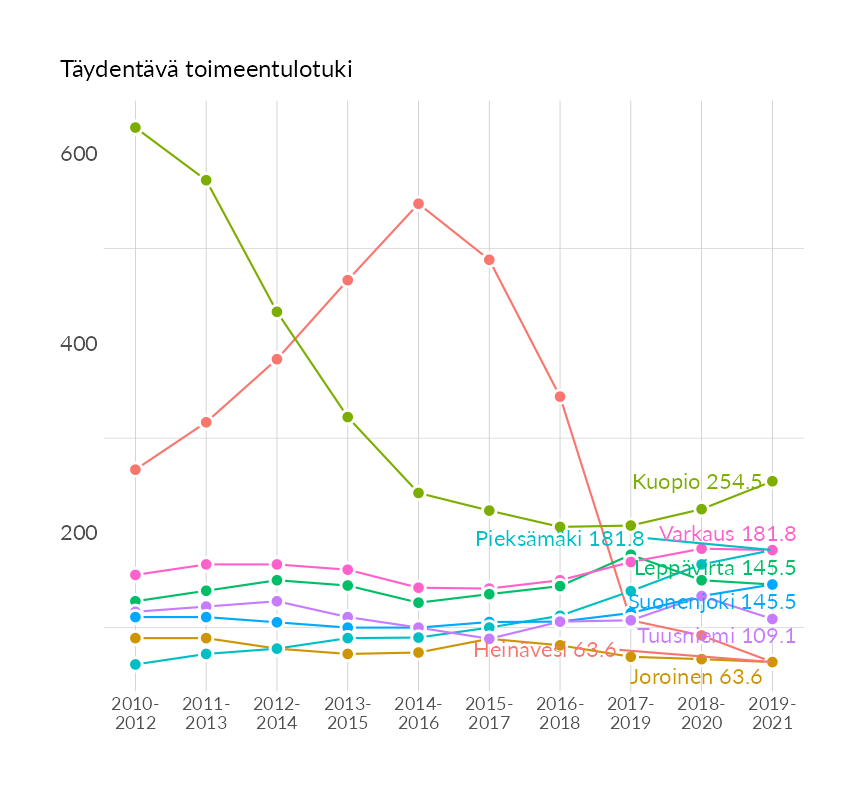 Täydentävä toimeentulotuki
600
400
200
Kuopio 254.5
Pieksämäki 181.8
Varkaus 181.8
Leppävirta 145.5
Suonenjoki 145.5
Tuusniemi 109.1
Heinävesi 63.6
Joroinen 63.6
2010-
2012
2011-
2013
2012-
2014
2013-
2015
2014-
2016
2015-
2017
2016-
2018
2017-
2019
2018-
2020
2019-
2021